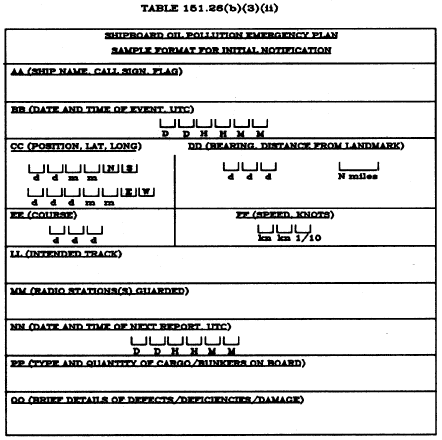 TABLE 151.26(b)(3)(ii)
SHIPBOARD OIL POLLUTION EMERGENCY PLAN
SAMPLE FORMAT FOR INITIAL NOTIFICATION
AA (SHIP NAME, CALL SIGN, FLAG)
BB (DATE AND TIME OF EVENT, UTC)
D D H H M M
CC (POSITION, LAT, LONG)
DD (BEARING, DISTANCE FROM LANDMARK)
N S
d d m m
d d d
N miles
E W
d d d m m
EE (COURSE)
FF (SPEED, KNOTS)
d d d
kn kn 1/10
LL (INTENDED TRACK)
MM (RADIO STATIONS(S) GUARDED)
NN (DATE AND TIME OF NEXT REPORT, UTC)
D D H H M M
PP (TYPE AND QUANTITY OF CARGO/BUNKERS ON BOARD)
QQ (BRIEF DETAILS OF DEFECTS/DEFICIENCIES/DAMAGE)